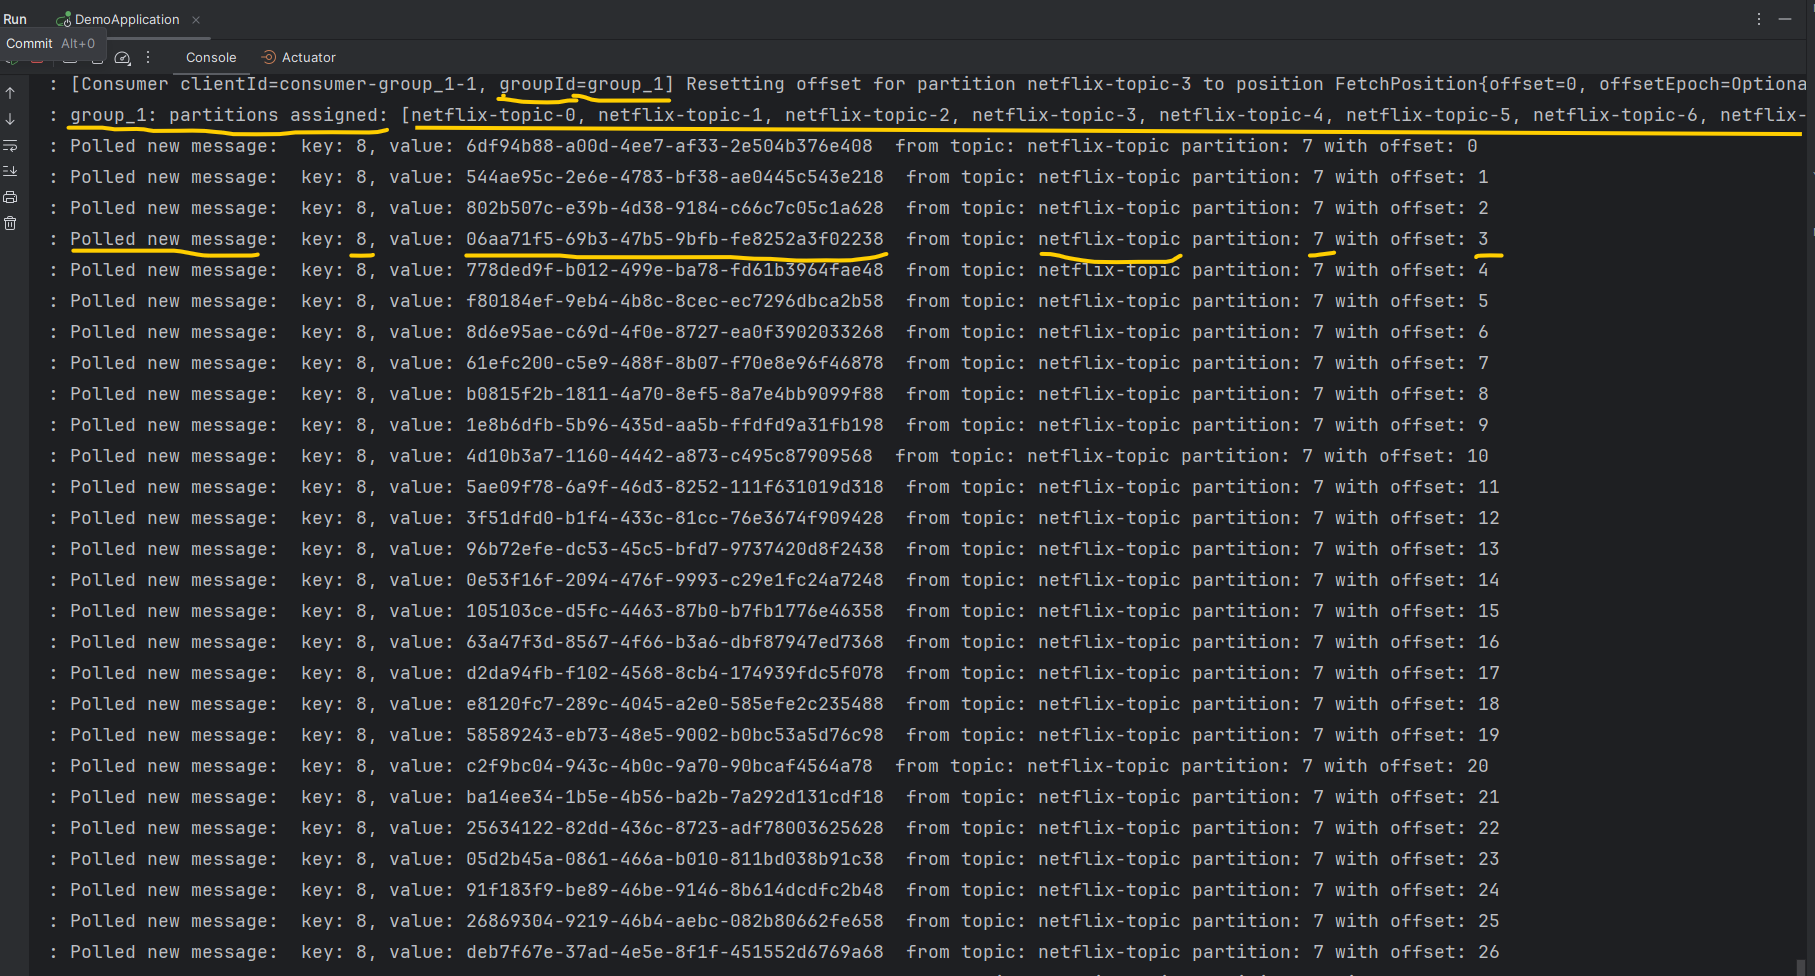 Run DemoApplication
Commit Alt+0
Console Actuator
: [Consumer clientId=consumer-group_1-1, groupId=group_1] Resetting offset for partition netflix-topic-3 to position FetchPosition{offset=0, offsetEpoch=Optiona
: group_1: partitions assigned: [netflix-topic-0, netflix-topic-1, netflix-topic-2, netflix-topic-3, netflix-topic-4, netflix-topic-5, netflix-topic-6, netflix-
: Polled new message:  key: 8, value: 6df94b88-a00d-4ee7-af33-2e504b376e408  from topic: netflix-topic partition: 7 with offset: 0
: Polled new message:  key: 8, value: 544ae95c-2e6e-4783-bf38-ae0445c543e218  from topic: netflix-topic partition: 7 with offset: 1
: Polled new message:  key: 8, value: 802b507c-e39b-4d38-9184-c66c7c05c1a628  from topic: netflix-topic partition: 7 with offset: 2
: Polled new message:  key: 8, value: 06aa71f5-69b3-47b5-9bfb-fe8252a3f02238  from topic: netflix-topic partition: 7 with offset: 3
: Polled new message:  key: 8, value: 778ded9f-b012-499e-ba78-fd61b3964fae48  from topic: netflix-topic partition: 7 with offset: 4
: Polled new message:  key: 8, value: f80184ef-9eb4-4b8c-8cec-ec7296dbca2b58  from topic: netflix-topic partition: 7 with offset: 5
: Polled new message:  key: 8, value: 8d6e95ae-c69d-4f0e-8727-ea0f3902033268  from topic: netflix-topic partition: 7 with offset: 6
: Polled new message:  key: 8, value: 61efc200-c5e9-488f-8b07-f70e8e96f46878  from topic: netflix-topic partition: 7 with offset: 7
: Polled new message:  key: 8, value: b0815f2b-1811-4a70-8ef5-8a7e4bb9099f88  from topic: netflix-topic partition: 7 with offset: 8
: Polled new message:  key: 8, value: 1e8b6dfb-5b96-435d-aa5b-ffdfd9a31fb198  from topic: netflix-topic partition: 7 with offset: 9
: Polled new message:  key: 8, value: 4d10b3a7-1160-4442-a873-c495c87909568  from topic: netflix-topic partition: 7 with offset: 10
: Polled new message:  key: 8, value: 5ae09f78-6a9f-46d3-8252-111f631019d318  from topic: netflix-topic partition: 7 with offset: 11
: Polled new message:  key: 8, value: 3f51dfd0-b1f4-433c-81cc-76e3674f909428  from topic: netflix-topic partition: 7 with offset: 12
: Polled new message:  key: 8, value: 96b72efe-dc53-45c5-bfd7-9737420d8f2438  from topic: netflix-topic partition: 7 with offset: 13
: Polled new message:  key: 8, value: 0e53f16f-2094-476f-9993-c29e1fc24a7248  from topic: netflix-topic partition: 7 with offset: 14
: Polled new message:  key: 8, value: 105103ce-d5fc-4463-87b0-b7fb1776e46358  from topic: netflix-topic partition: 7 with offset: 15
: Polled new message:  key: 8, value: 63a47f3d-8567-4f66-b3a6-dbf87947ed7368  from topic: netflix-topic partition: 7 with offset: 16
: Polled new message:  key: 8, value: d2da94fb-f102-4568-8cb4-174939fdc5f078  from topic: netflix-topic partition: 7 with offset: 17
: Polled new message:  key: 8, value: e8120fc7-289c-4045-a2e0-585efe2c235488  from topic: netflix-topic partition: 7 with offset: 18
: Polled new message:  key: 8, value: 58589243-eb73-48e5-9002-b0bc53a5d76c98  from topic: netflix-topic partition: 7 with offset: 19
: Polled new message:  key: 8, value: c2f9bc04-943c-4b0c-9a70-90bcaf4564a78  from topic: netflix-topic partition: 7 with offset: 20
: Polled new message:  key: 8, value: ba14ee34-1b5e-4b56-ba2b-7a292d131cdf18  from topic: netflix-topic partition: 7 with offset: 21
: Polled new message:  key: 8, value: 25634122-82dd-436c-8723-adf78003625628  from topic: netflix-topic partition: 7 with offset: 22
: Polled new message:  key: 8, value: 05d2b45a-0861-466a-b010-811bd038b91c38  from topic: netflix-topic partition: 7 with offset: 23
: Polled new message:  key: 8, value: 91f183f9-be89-46be-9146-8b614dcdfc2b48  from topic: netflix-topic partition: 7 with offset: 24
: Polled new message:  key: 8, value: 26869304-9219-46b4-aebc-082b80662fe658  from topic: netflix-topic partition: 7 with offset: 25
: Polled new message:  key: 8, value: deb7f67e-37ad-4e5e-8f1f-451552d6769a68  from topic: netflix-topic partition: 7 with offset: 26